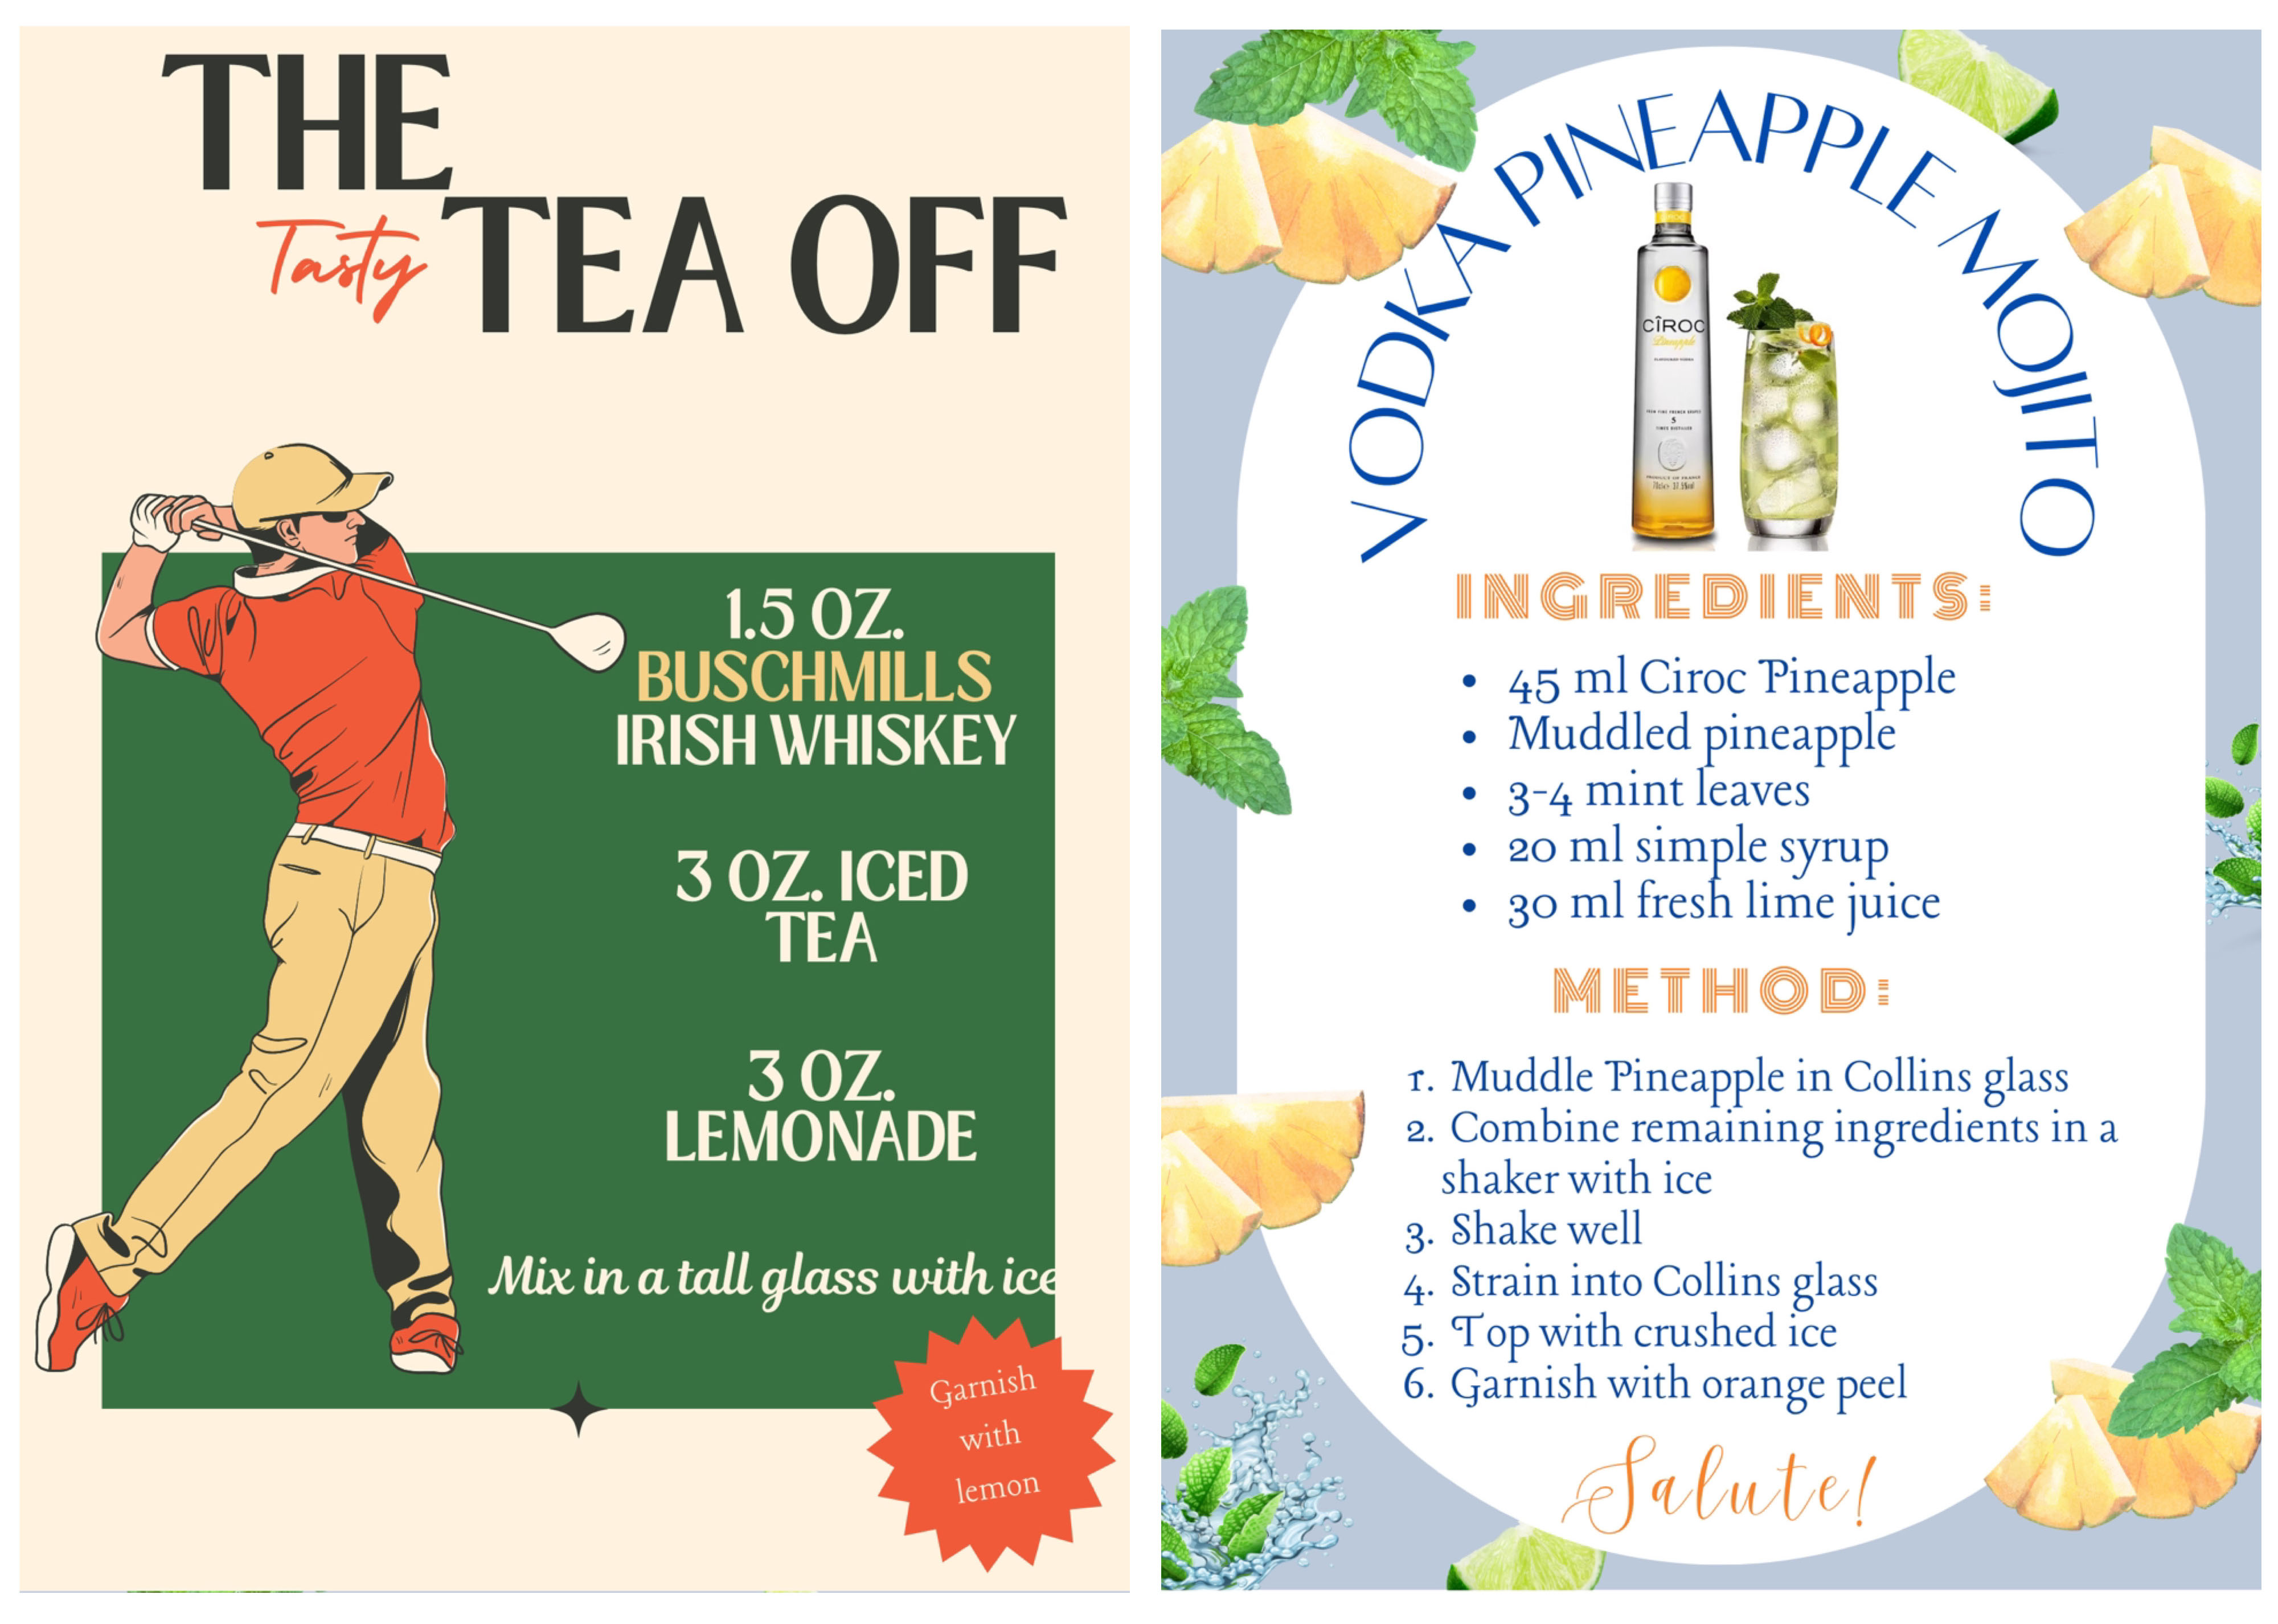 THE
Tasty TEA OFF
1.5 OZ.
BUSCHMILLS
IRISH WHISKEY
3 OZ. ICED
TEA
3 OZ.
LEMONADE
Mix in a tall glass with ice
Garnish
with
lemon
VODKA PINEAPPLE MOJITO
CÎROC
Pineapple
INGREDIENTS:
• 45 ml Ciroc Pineapple
• Muddled pineapple
• 3-4 mint leaves
• 20 ml simple syrup
• 30 ml fresh lime juice
METHOD:
1. Muddle Pineapple in Collins glass
2. Combine remaining ingredients in a
shaker with ice
3. Shake well
4. Strain into Collins glass
5. Top with crushed ice
6. Garnish with orange peel
Salute!